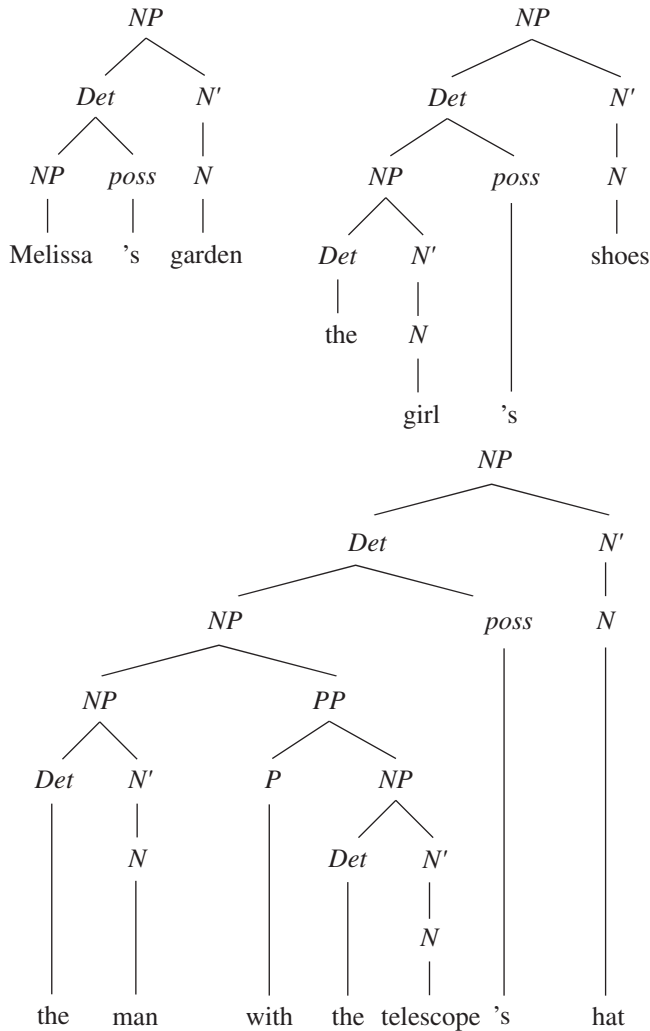 NP NP
Det N' Det N'
NP poss N NP poss N
Melissa 's garden Det N' shoes
the N
girl 's
NP
Det N'
NP poss N
NP PP
Det N' P NP
N Det N'
N
the man with the telescope 's hat